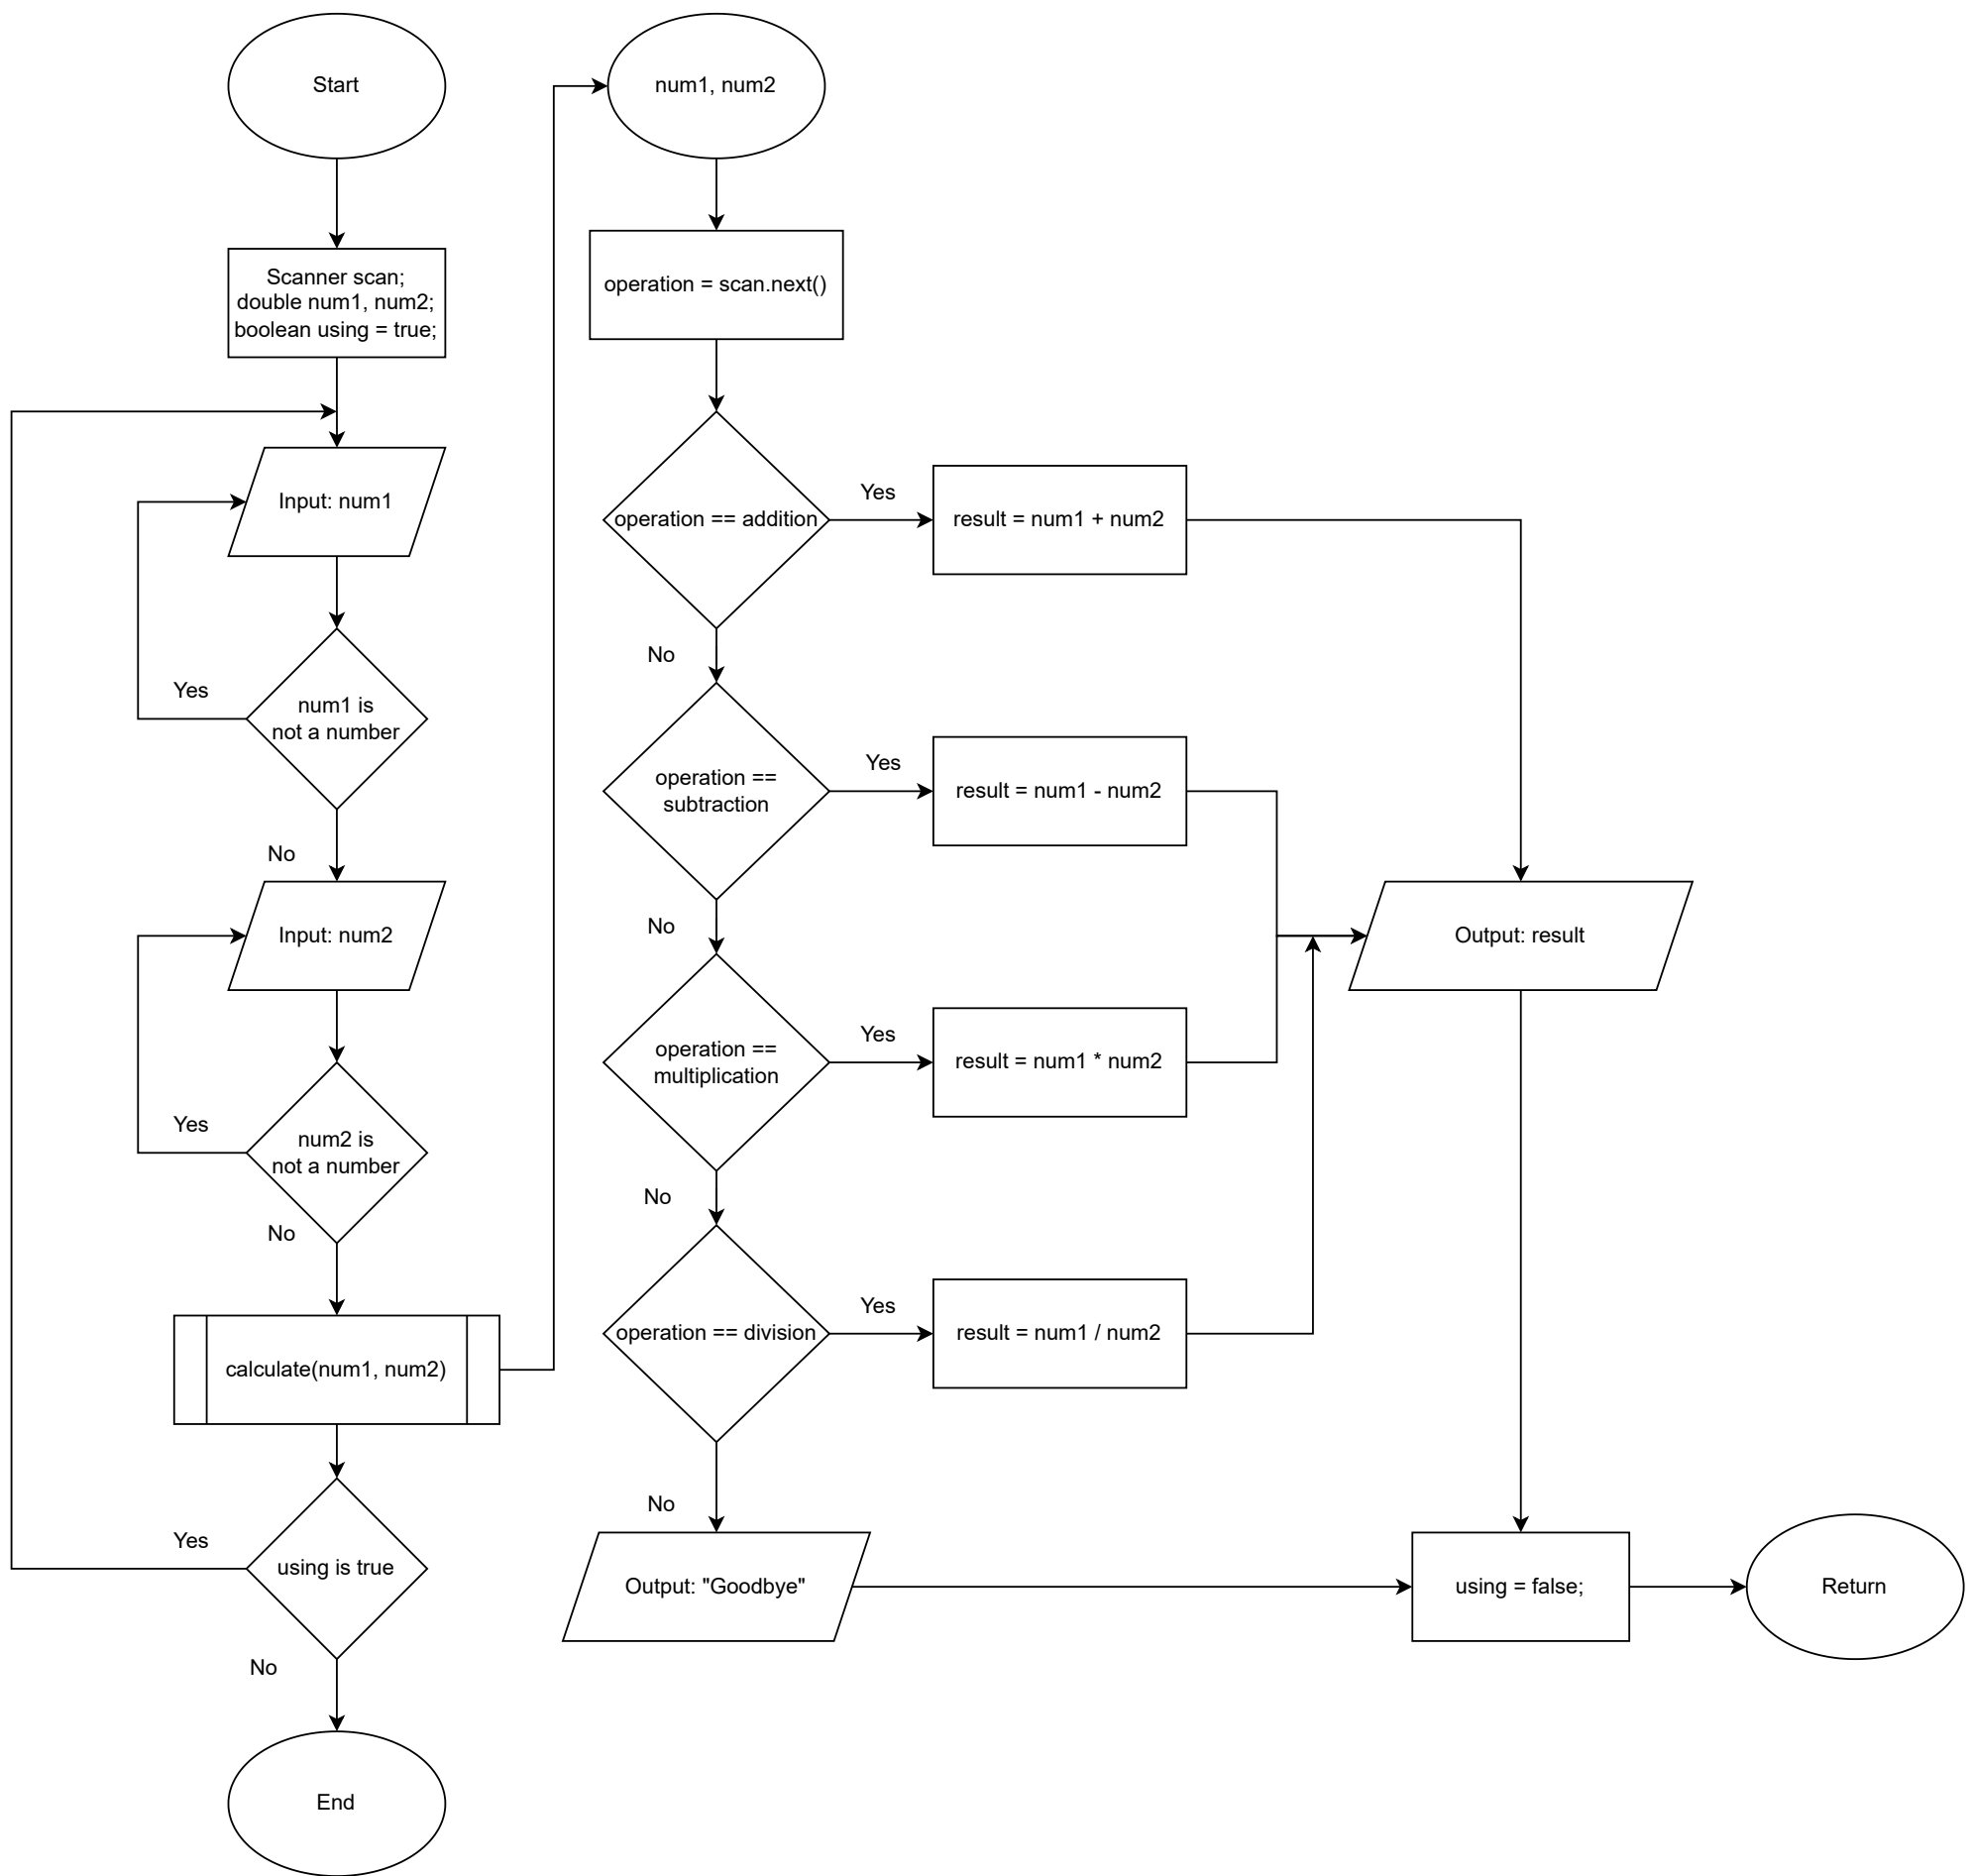 Start
Scanner scan;
double num1, num2;
boolean using = true;
Input: num1
num1 is
not a number
Yes
No
Input: num2
num2 is
not a number
Yes
No
calculate(num1, num2)
using is true
Yes
No
End
num1, num2
operation = scan.next()
operation == addition
Yes
result = num1 + num2
No
operation ==
subtraction
Yes
result = num1 - num2
No
operation ==
multiplication
Yes
result = num1 * num2
No
operation == division
Yes
result = num1 / num2
No
Output: "Goodbye"
Output: result
using = false;
Return